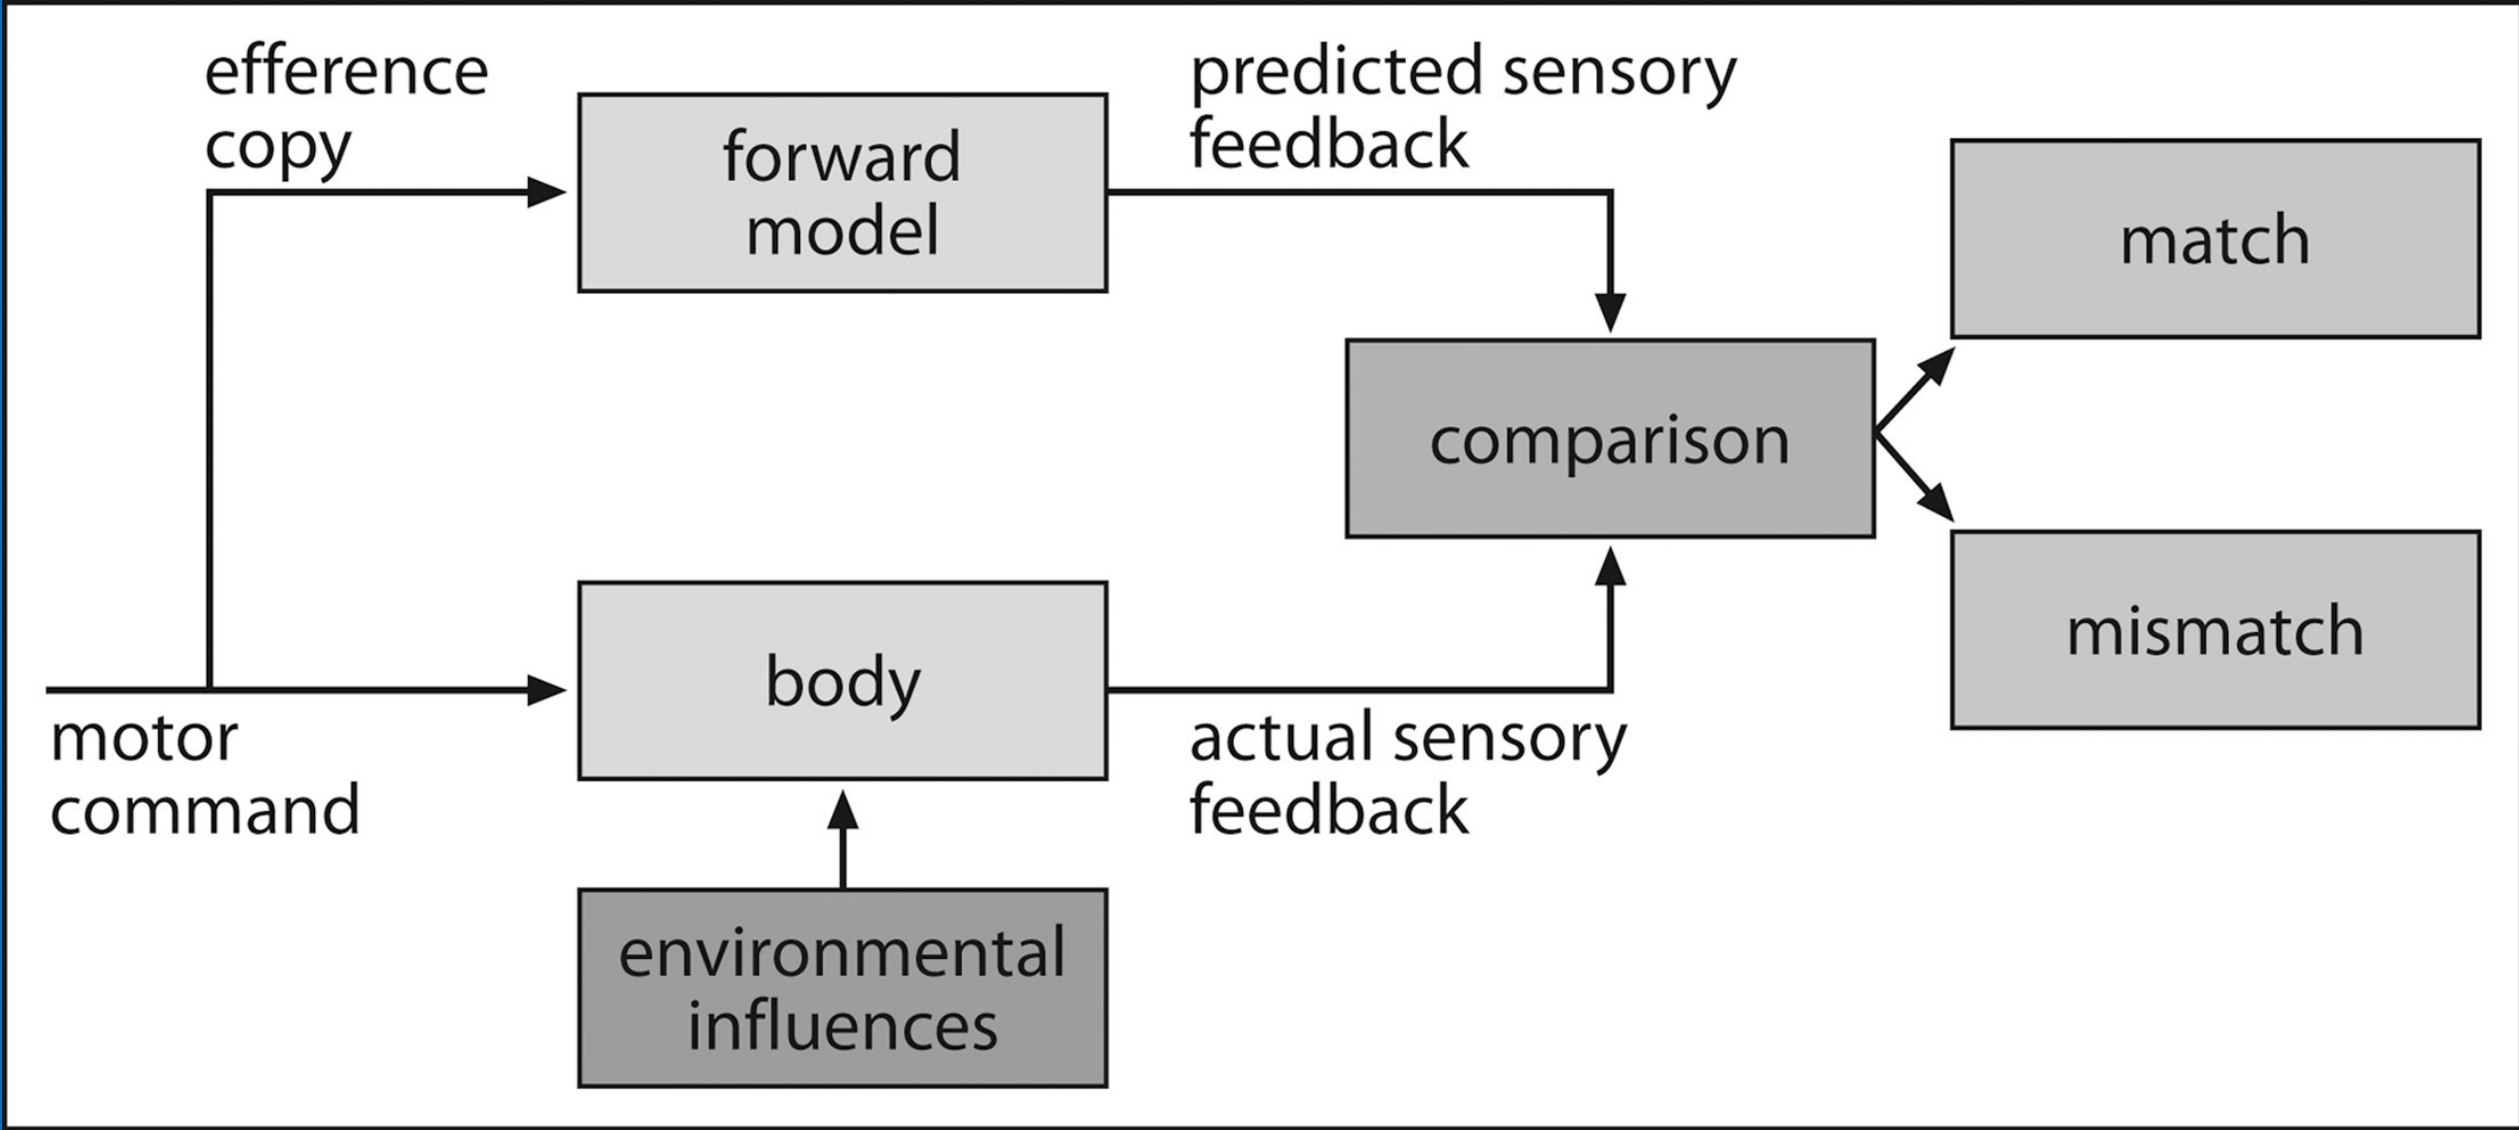 efference
copy
forward
model
predicted sensory
feedback
match
comparison
mismatch
body
motor
command
actual sensory
feedback
environmental
influences